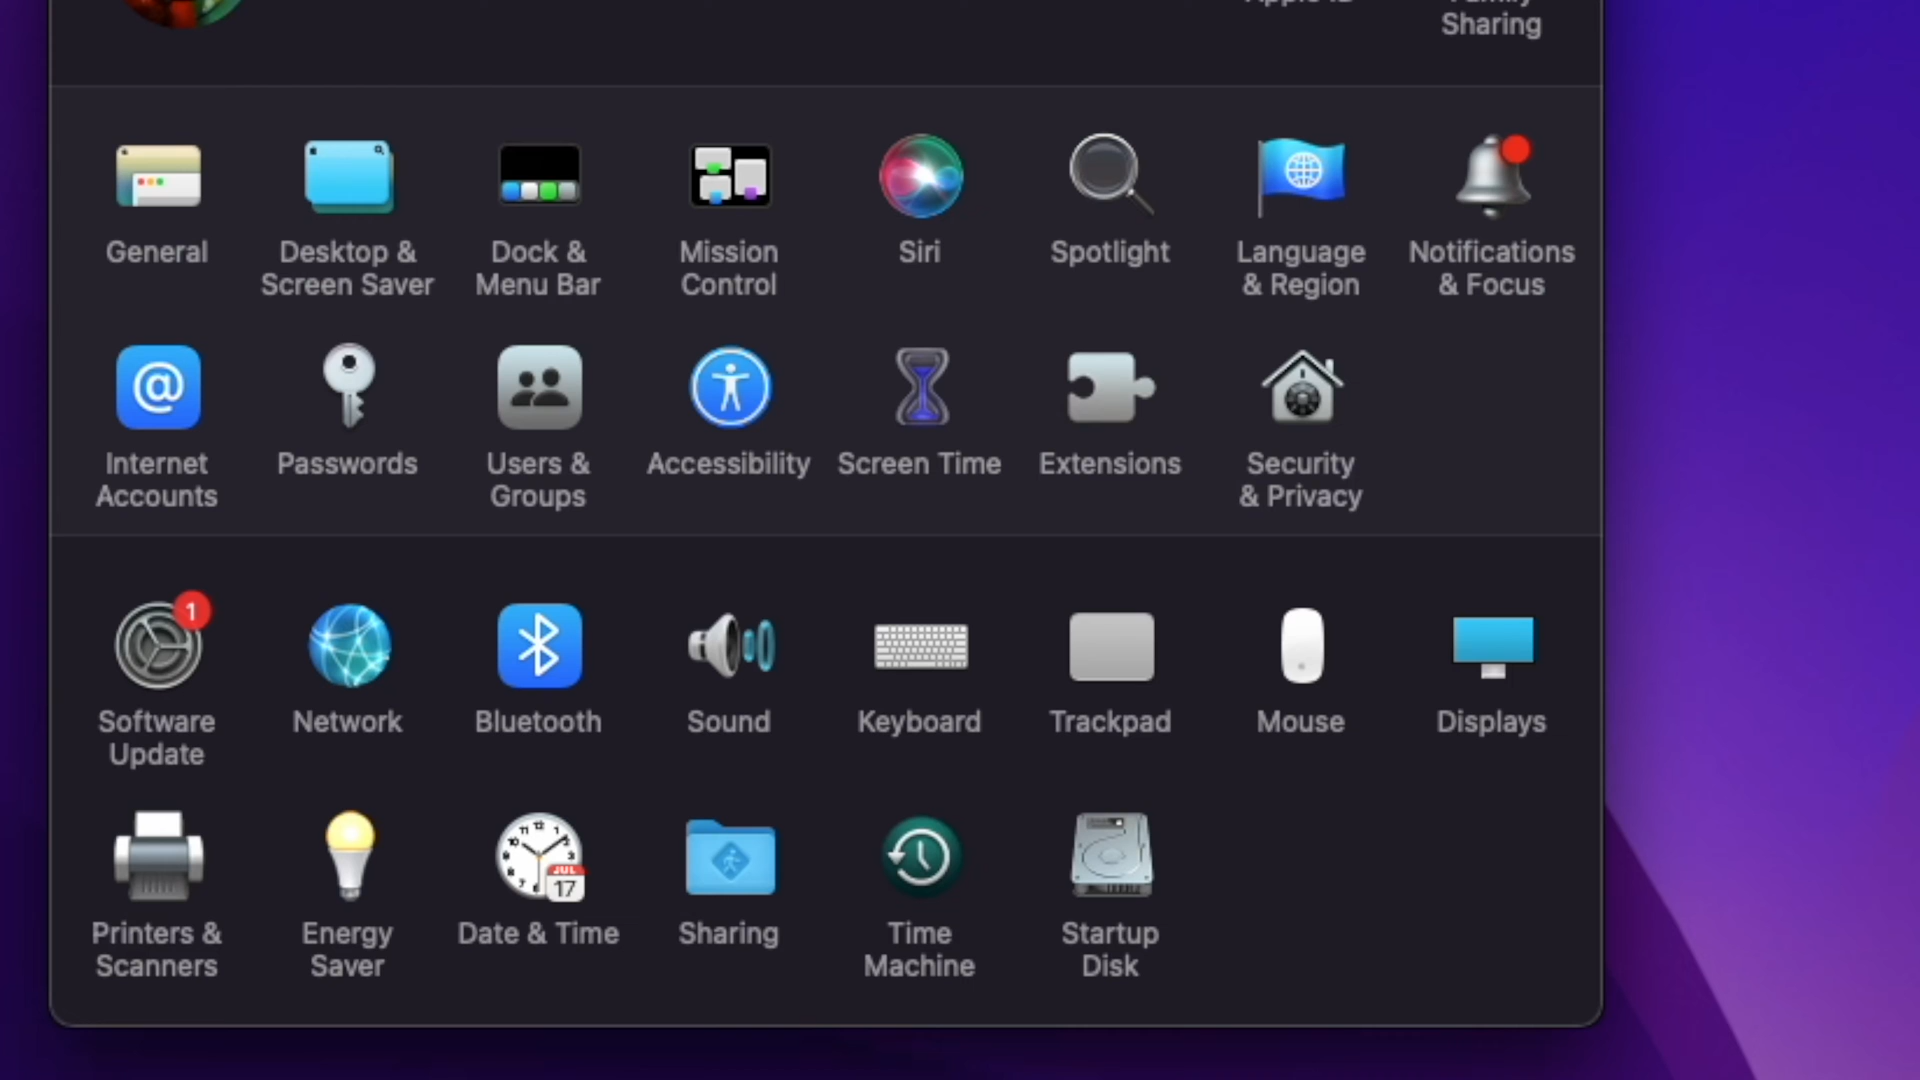 Sharing
General
Desktop &
Screen Saver
Dock &
Menu Bar
Mission
Control
Siri
Spotlight
Language
& Region
Notifications
& Focus
Internet
Accounts
Passwords
Users &
Groups
Accessibility
Screen Time
Extensions
Security
& Privacy
1
Software
Update
Network
Bluetooth
Sound
Keyboard
Trackpad
Mouse
Displays
Printers &
Scanners
Energy
Saver
JUL
17
Date & Time
Sharing
Time
Machine
Startup
Disk